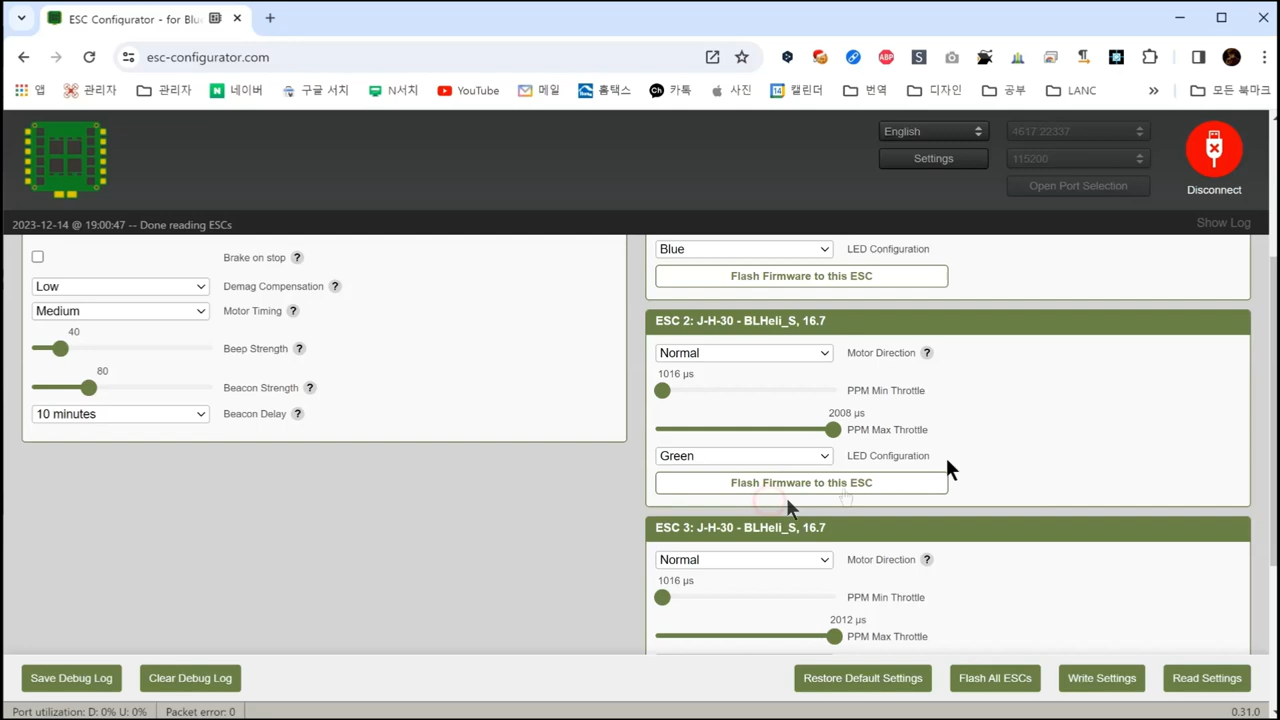 ESC Configurator - for Blu
esc-configurator.com
앱
관리자
관리자
네이버
구글 서치
N서치
YouTube
메일
홈택스
카톡
사진
캘린더
번역
디자인
공부
LANC
모든 북마크
English
4617:22337
Settings
115200
Open Port Selection
Disconnect
2023-12-14 @ 19:00:47 -- Done reading ESCs
Show Log
Brake on stop ?
Low
Demag Compensation ?
Medium
Motor Timing ?
40
Beep Strength ?
80
Beacon Strength ?
10 minutes
Beacon Delay ?
Blue
LED Configuration
Flash Firmware to this ESC
ESC 2: J-H-30 - BLHeli_S, 16.7
Normal
Motor Direction ?
1016 µs
PPM Min Throttle
2008 µs
PPM Max Throttle
Green
LED Configuration
Flash Firmware to this ESC
ESC 3: J-H-30 - BLHeli_S, 16.7
Normal
Motor Direction ?
1016 µs
PPM Min Throttle
2012 µs
PPM Max Throttle
Save Debug Log
Clear Debug Log
Restore Default Settings
Flash All ESCs
Write Settings
Read Settings
Port utilization: D: 0% U: 0%
Packet error: 0
0.31.0